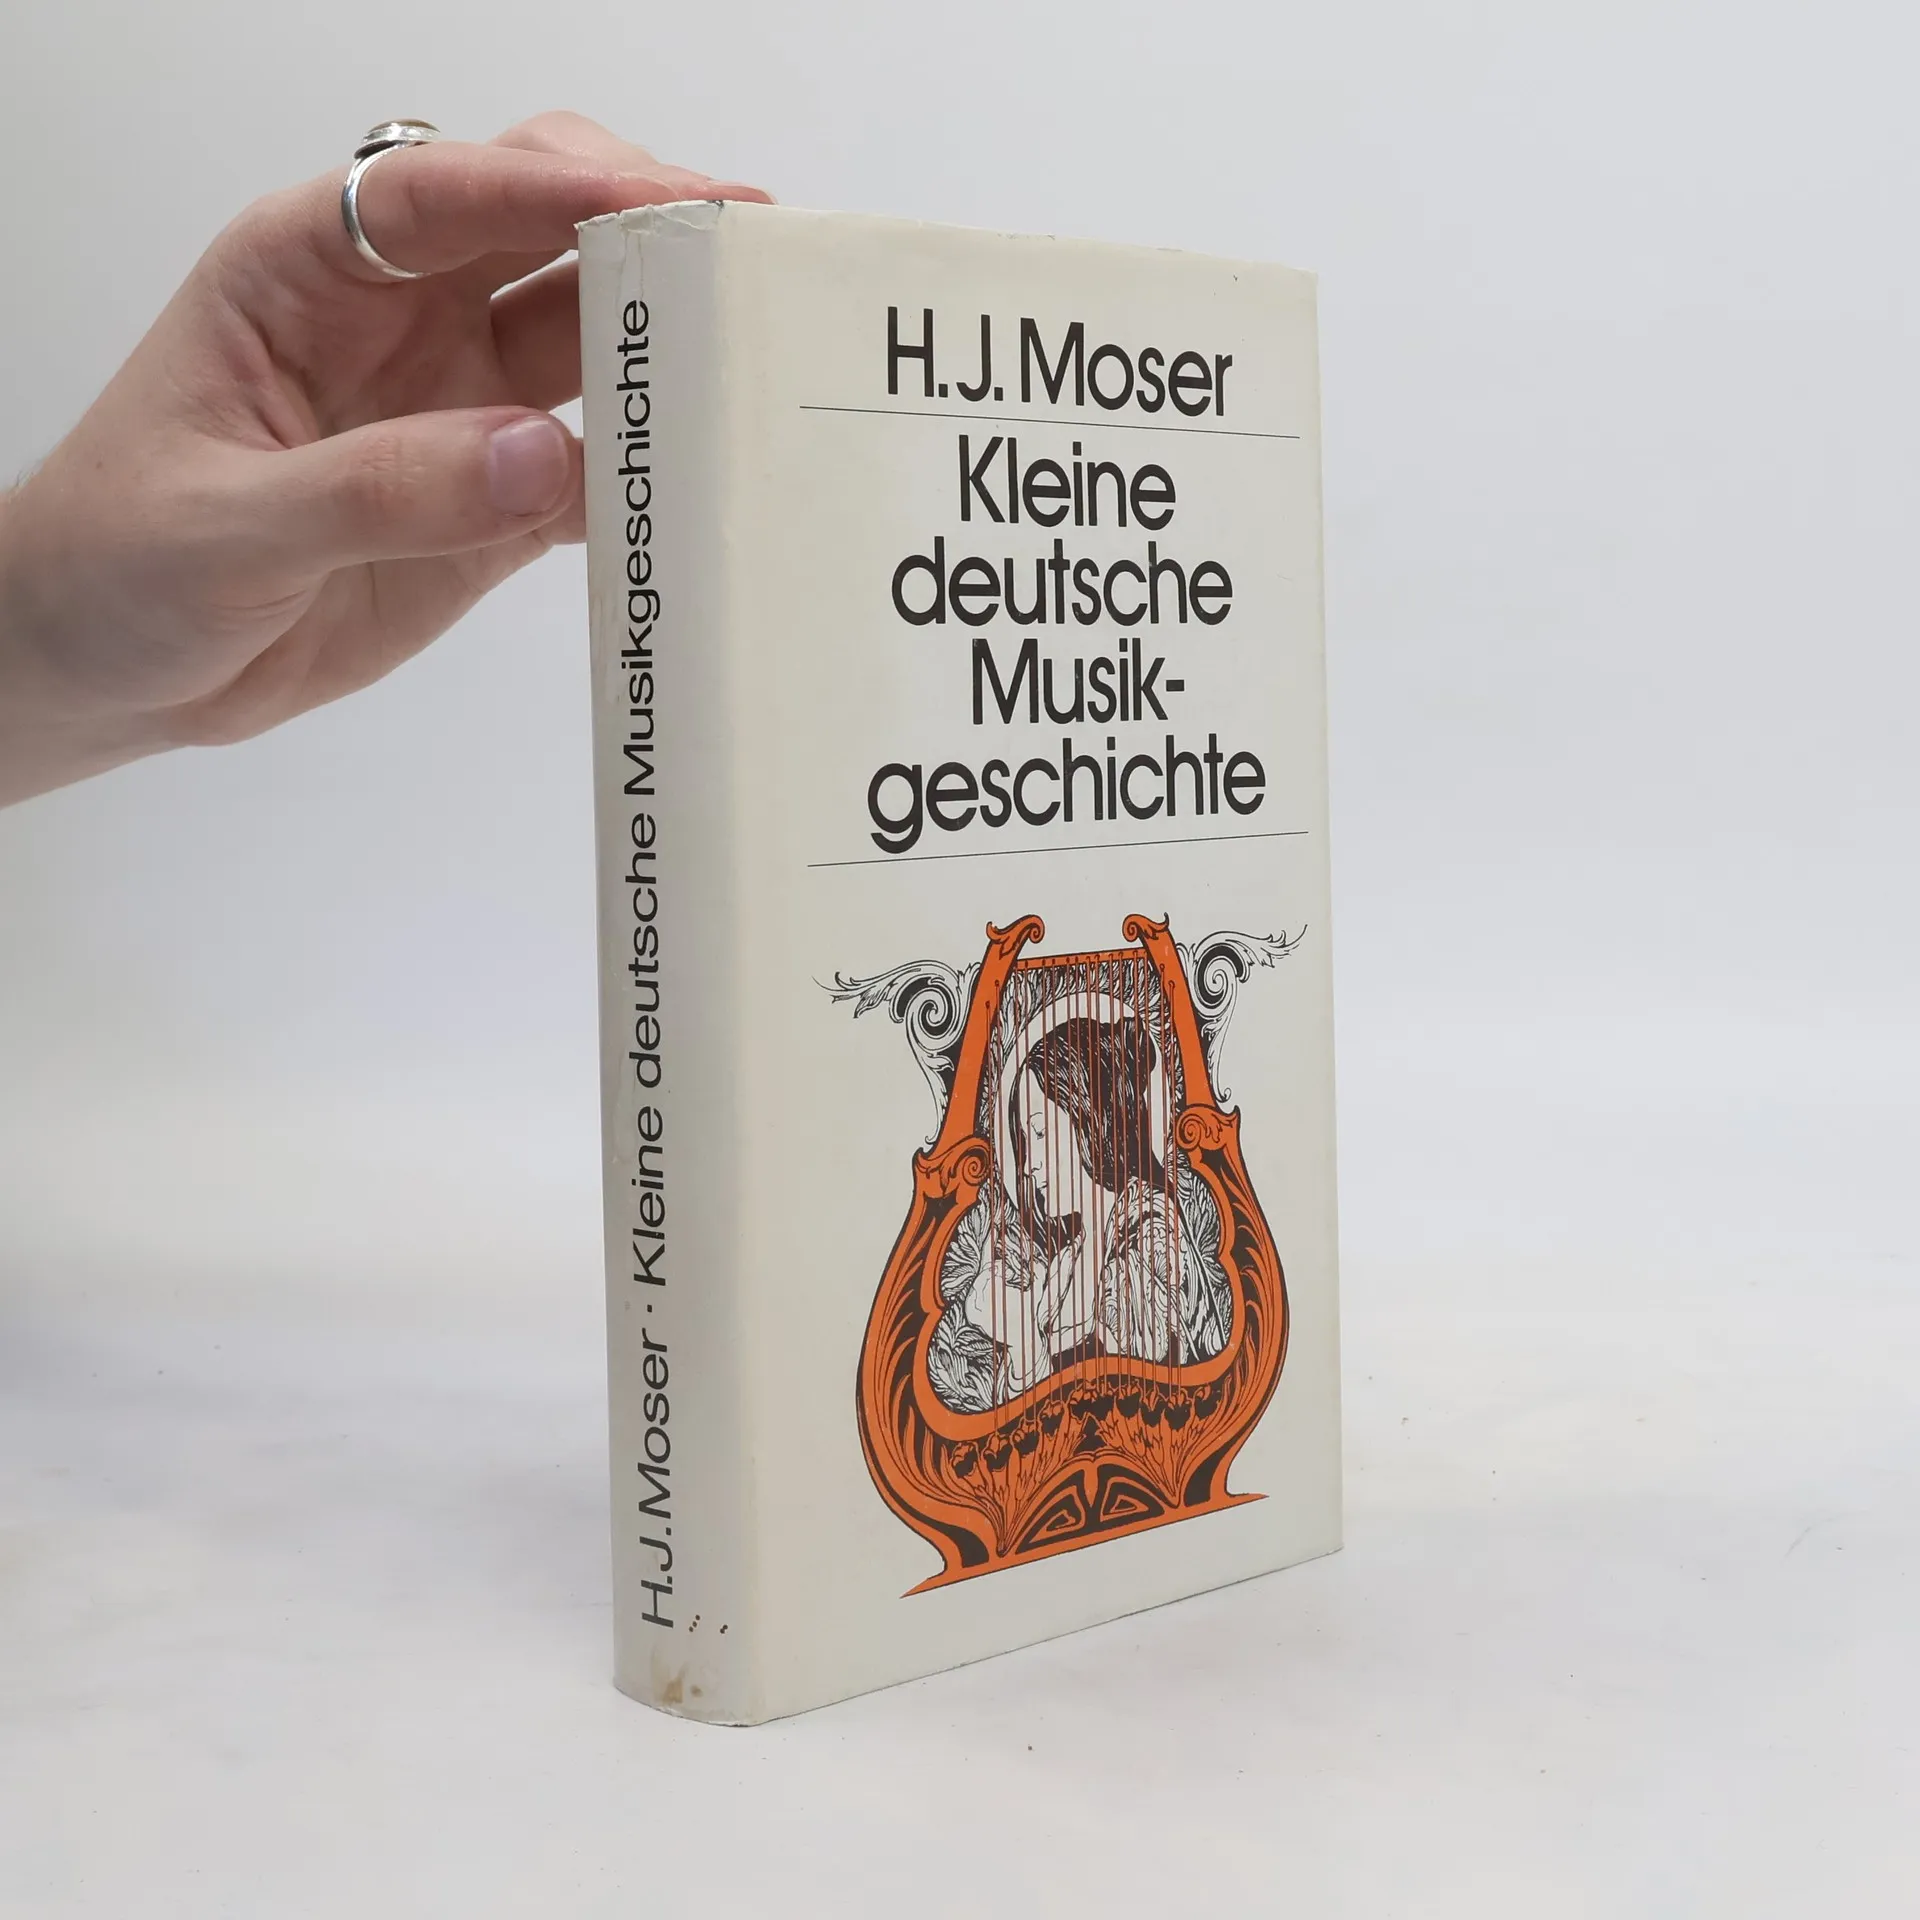 H.J.Moser · Kleine deutsche Musikgeschichte
H.J. Moser
Kleine
deutsche
Musik-
geschichte